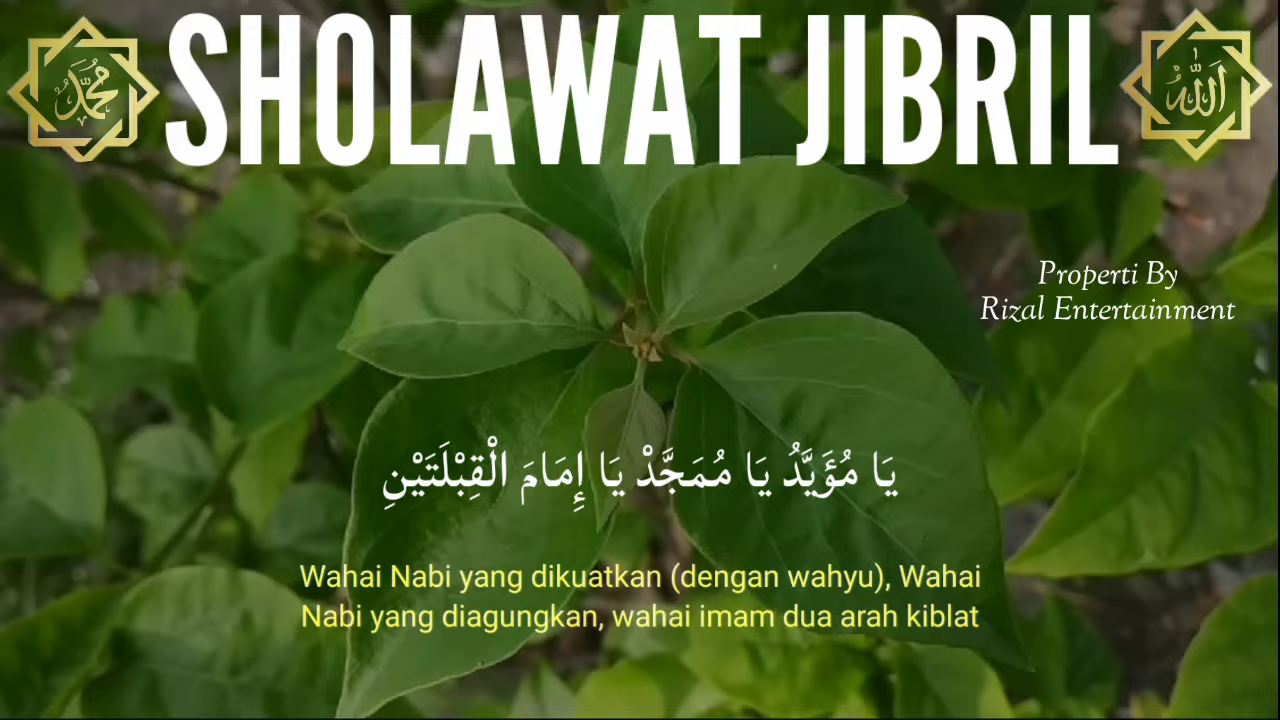 SHOLAWAT JIBRIL
مُحَمَّد
اَللّٰه
Properti By
Rizal Entertainment
يَا مُؤَيَّدُ يَا مُمَجَّدْ يَا إِمَامَ الْقِبْلَتَيْنِ
Wahai Nabi yang dikuatkan (dengan wahyu), Wahai
Nabi yang diagungkan, wahai imam dua arah kiblat